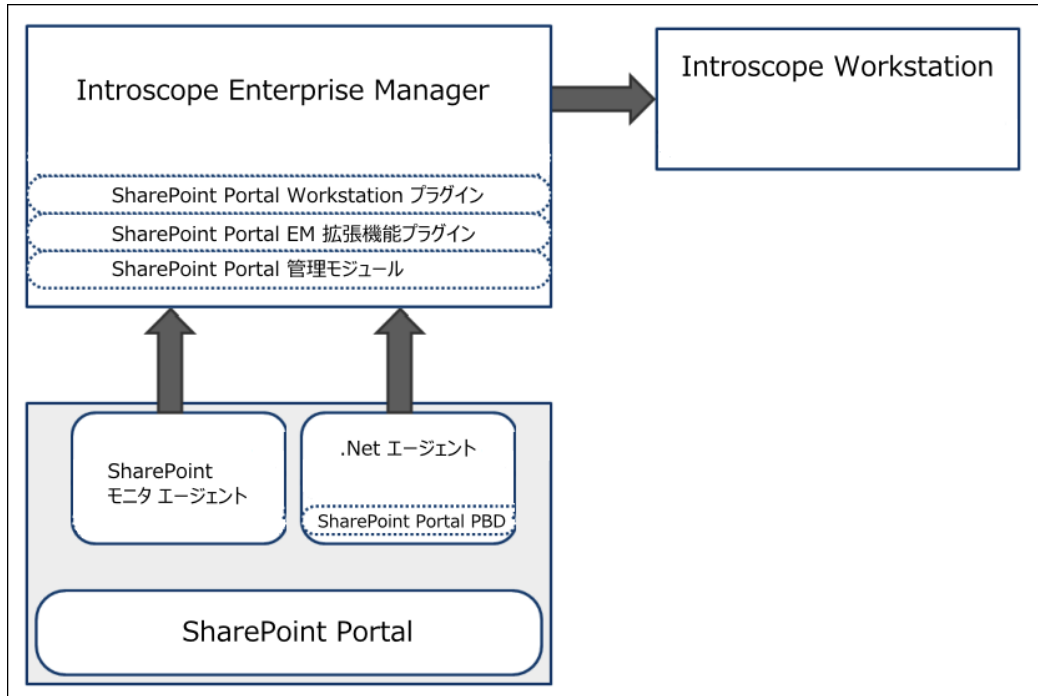 Introscope Enterprise Manager
Introscope Workstation
SharePoint Portal Workstation プラグイン
SharePoint Portal EM 拡張機能プラグイン
SharePoint Portal 管理モジュール
SharePoint
モニタ エージェント
.Net エージェント
SharePoint Portal PBD
SharePoint Portal